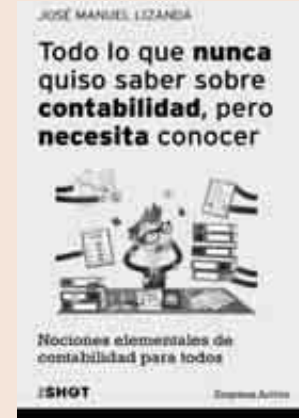 JOSÉ MANUEL LIZANDA
Todo lo que nunca
quiso saber sobre
contabilidad, pero
necesita conocer
Nociones elementales de
contabilidad para todos
SHOT
Empresa Activa